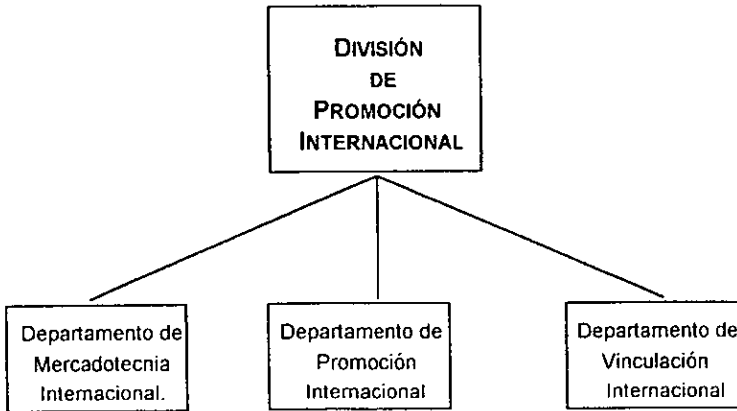 DIVISIÓN
DE
PROMOCIÓN
INTERNACIONAL
Departamento de
Mercadotecnia
Internacional.
Departamento de
Promoción
Internacional
Departamento de
Vinculación
Internacional